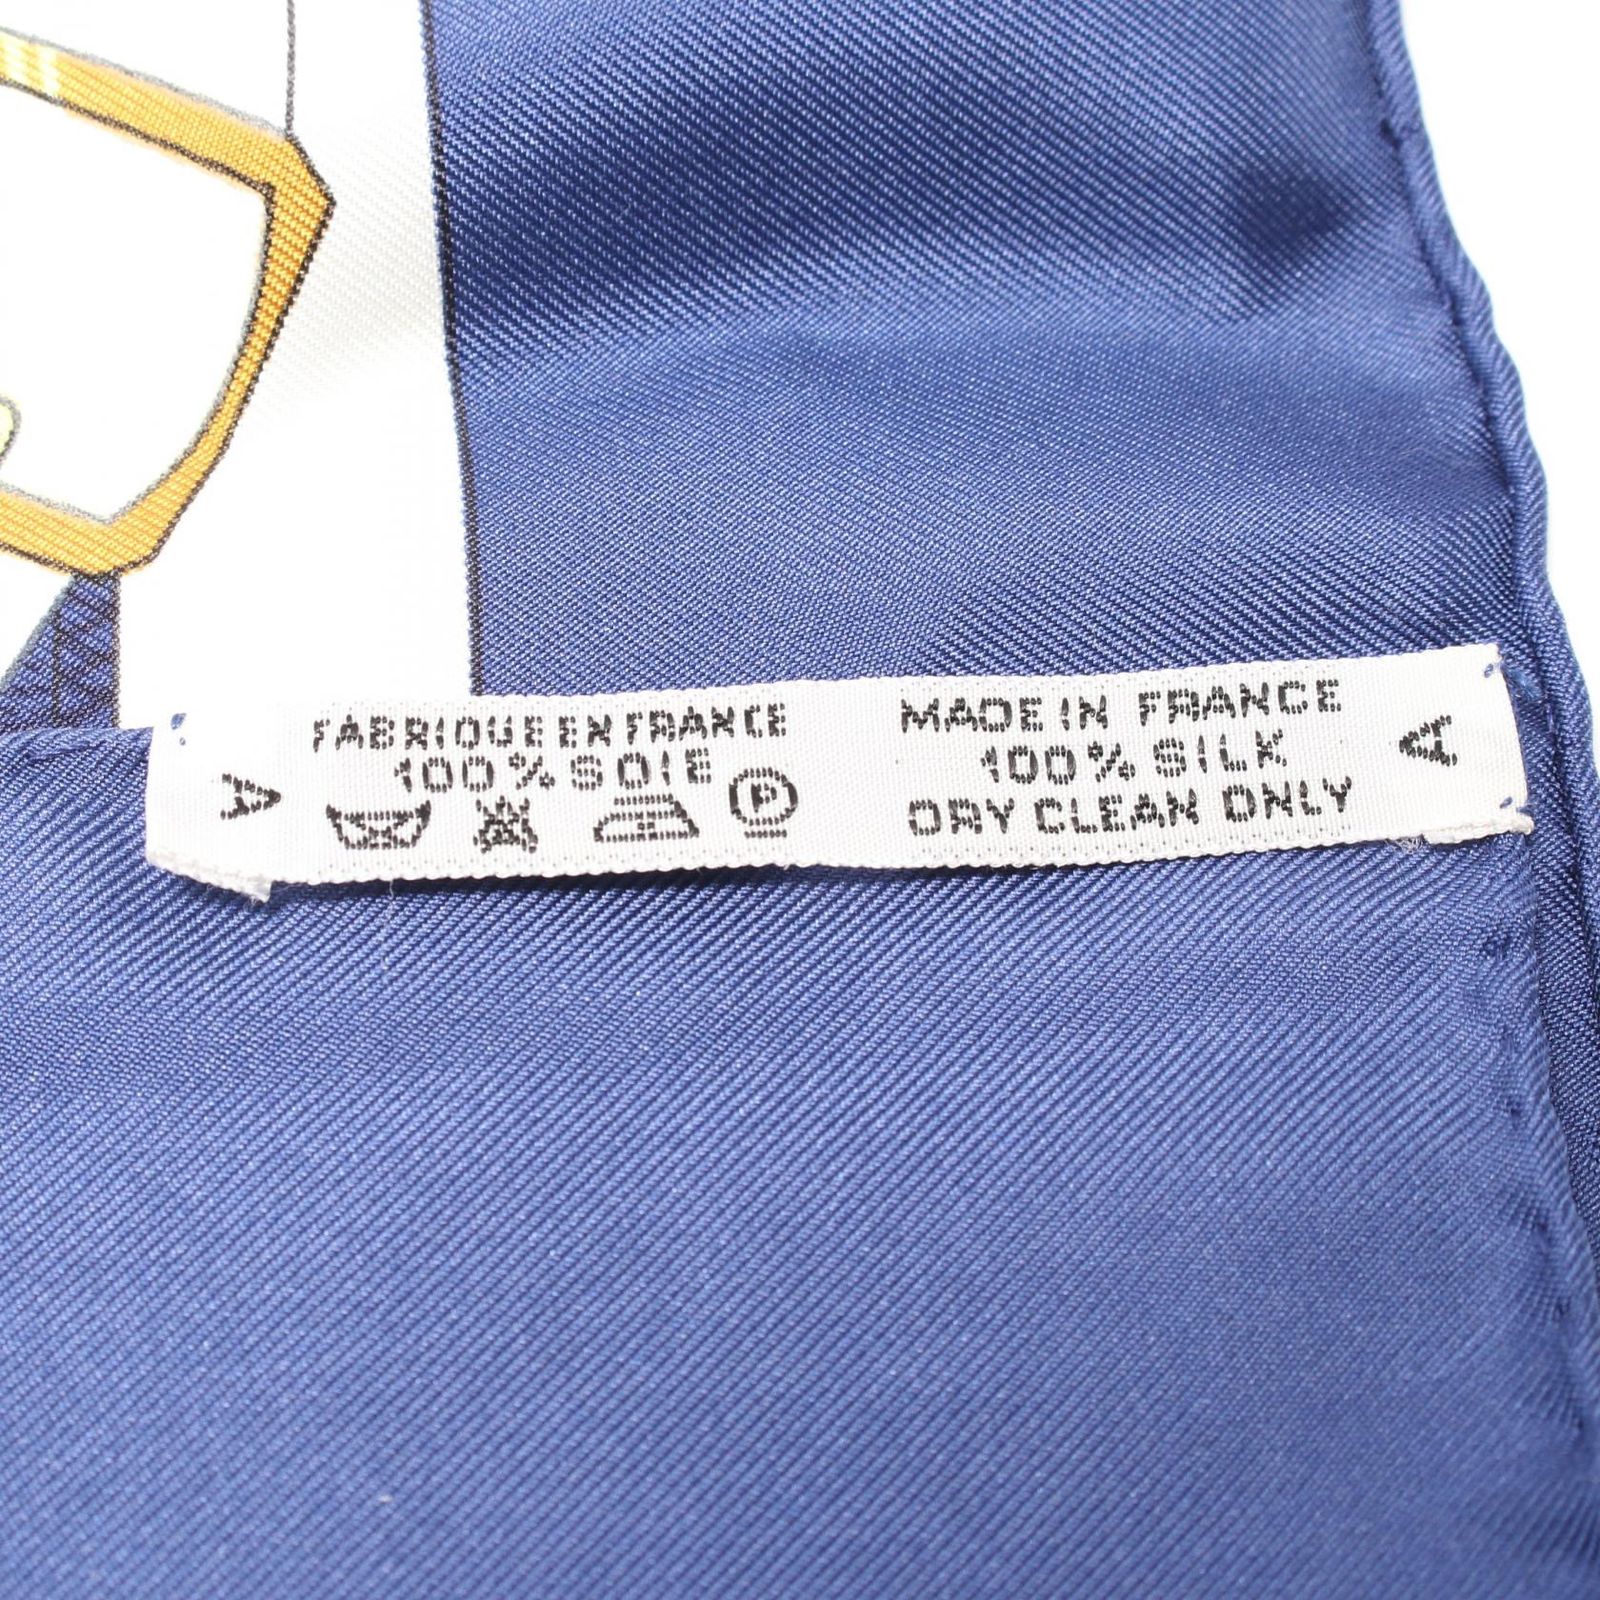 FABRIQUE EN FRANCE
100% SOIE
P
A
MADE IN FRANCE
100% SILK
DRY CLEAN ONLY
A